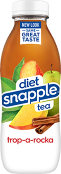 NEW LOOK
SAME
GREAT
TASTE
diet
snapple
tea
trop-a-rocka